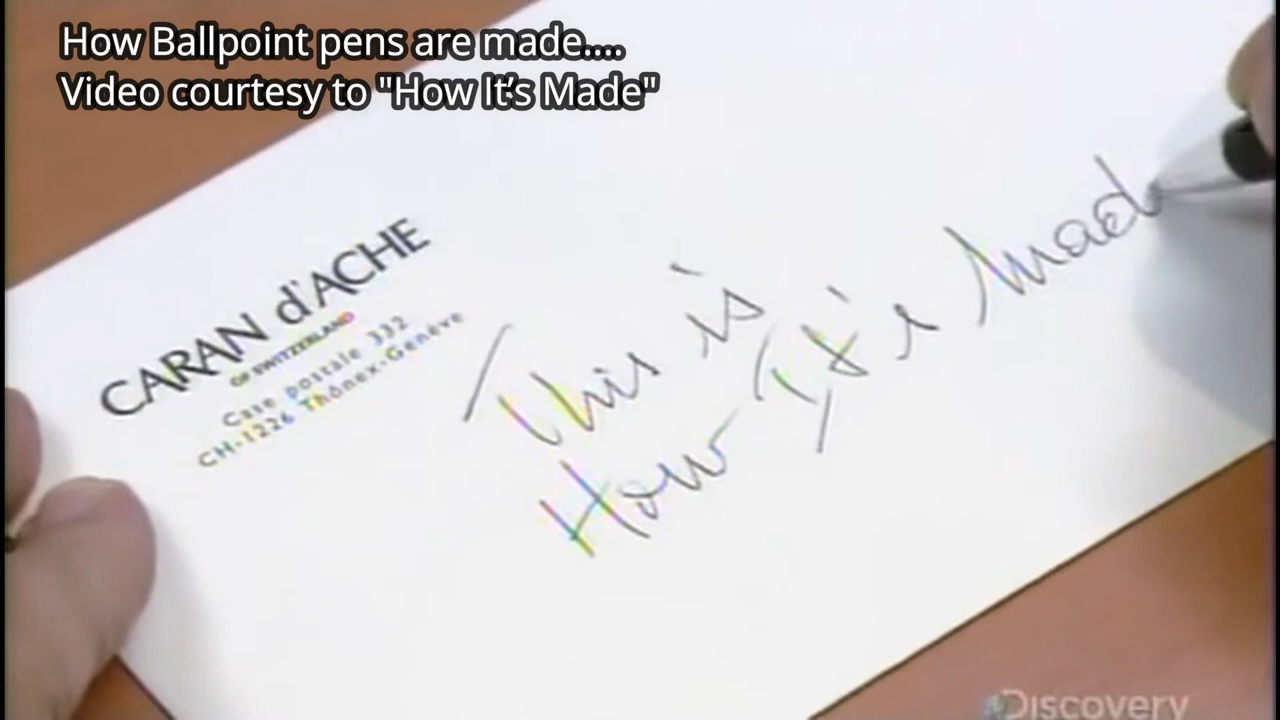 How Ballpoint pens are made....
Video courtesy to "How It's Made"
CARAN d'ACHE
OF SWITZERLAND
Case postale 332
CH-1226 Thônex-Genève
This is
How It's Mad
Discovery